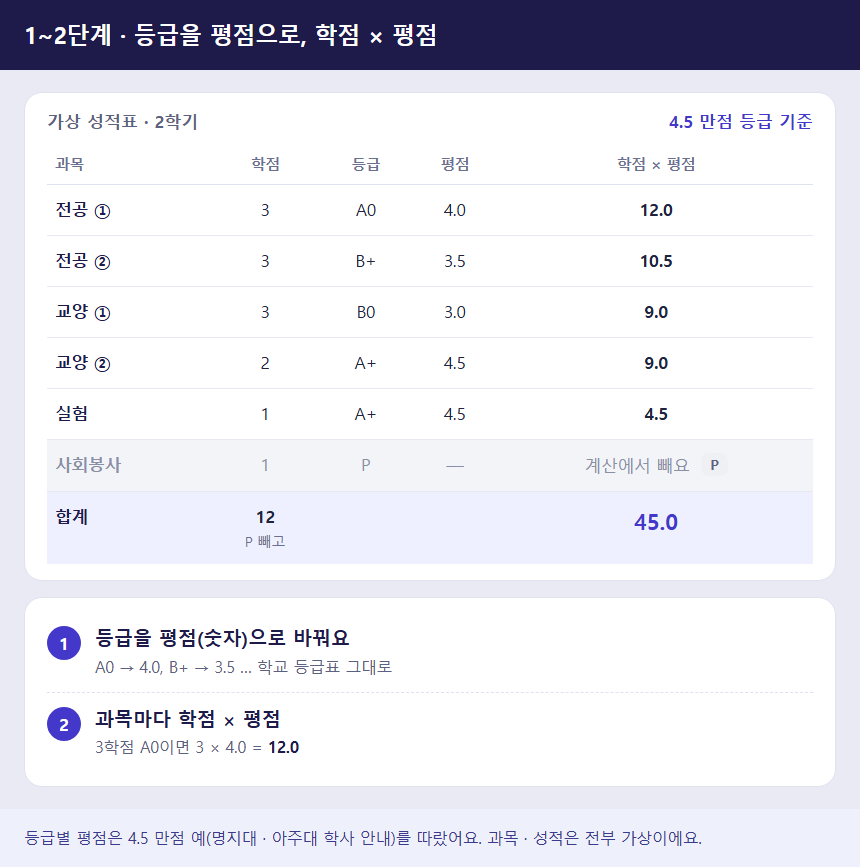 1~2단계 · 등급을 평점으로, 학점 × 평점
가상 성적표 · 2학기 4.5 만점 등급 기준
과목 학점 등급 평점 학점 × 평점
전공 ① 3 A0 4.0 12.0
전공 ② 3 B+ 3.5 10.5
교양 ① 3 B0 3.0 9.0
교양 ② 2 A+ 4.5 9.0
실험 1 A+ 4.5 4.5
사회봉사 1 P — 계산에서 빼요 P
합계 12 45.0
P 빼고
1 등급을 평점(숫자)으로 바꿔요
A0 → 4.0, B+ → 3.5 ... 학교 등급표 그대로
2 과목마다 학점 × 평점
3학점 A0이면 3 × 4.0 = 12.0
등급별 평점은 4.5 만점 예(명지대 · 아주대 학사 안내)를 따랐어요. 과목 · 성적은 전부 가상이에요.